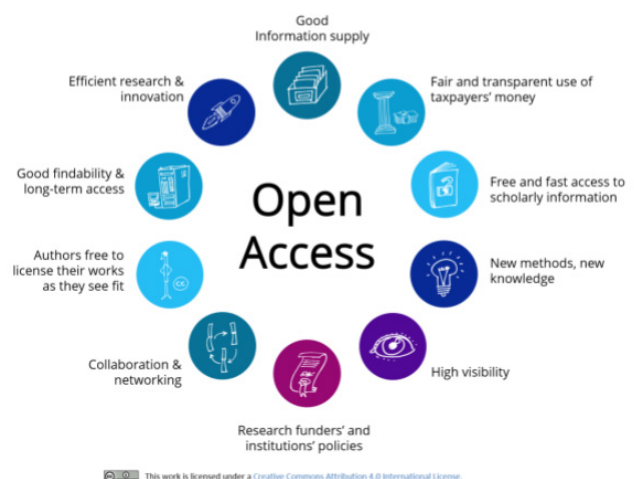 Good
Information supply
Fair and transparent use of
taxpayers' money
Free and fast access to
scholarly information
New methods, new
knowledge
High visibility
Research funders' and
institutions' policies
Collaboration &
networking
Authors free to
license their works
as they see fit
Good findability &
long-term access
Efficient research &
innovation
Open
Access
This work is licensed under a Creative Commons Attribution 4.0 International License.